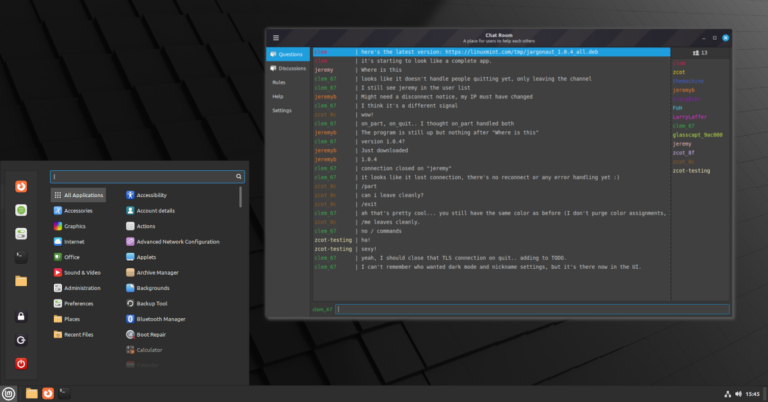 Chat Room
A place for users to help each others
Questions
Discussions
Rules
Help
Settings
clem | here's the latest version: https://linuxmint.com/tmp/jargonaut_1.0.4_all.deb
clem | it's starting to look like a complete app.
jeremy | Where is this
clem_67 | looks like it doesn't handle people quitting yet, only leaving the channel
clem_67 | I still see jeremy in the user list
jeremyb | Might need a disconnect notice, my IP must have changed
clem_67 | I think it's a different signal
| wow!
clem_67 | on_part, on_quit.. I thought on_part handled both
jeremyb | The program is still up but nothing after "Where is this"
clem_67 | version 1.0.4?
jeremyb | Just downloaded
jeremyb | 1.0.4
clem_67 | connection closed on "jeremy"
clem_67 | it looks like it lost connection, there's no reconnect or any error handling yet :)
| /part
| can i leave cleanly?
| /exit
clem_67 | ah that's pretty cool... you still have the same color as before (I don't purge color assignments,
| /me leaves cleanly.
clem_67 | no / commands
zcot-testing | ha!
zcot-testing | sexy!
clem_67 | yeah, I should close that TLS connection on quit.. adding to TODO.
clem_67 | I can't remember who wanted dark mode and nickname settings, but it's there now in the UI.
clem_67
13
clem
zcot
jeremyb
FoM
LarryLaffer
clem_67
glasscapt_9ac000
jeremy
zcot_8f
zcot-testing
All Applications
Accessories
Graphics
Internet
Office
Sound & Video
Administration
Preferences
Places
Recent Files
Accessibility
Account details
Actions
Advanced Network Configuration
Applets
Archive Manager
Backgrounds
Backup Tool
Bluetooth Manager
Boot Repair
Calculator
15:45